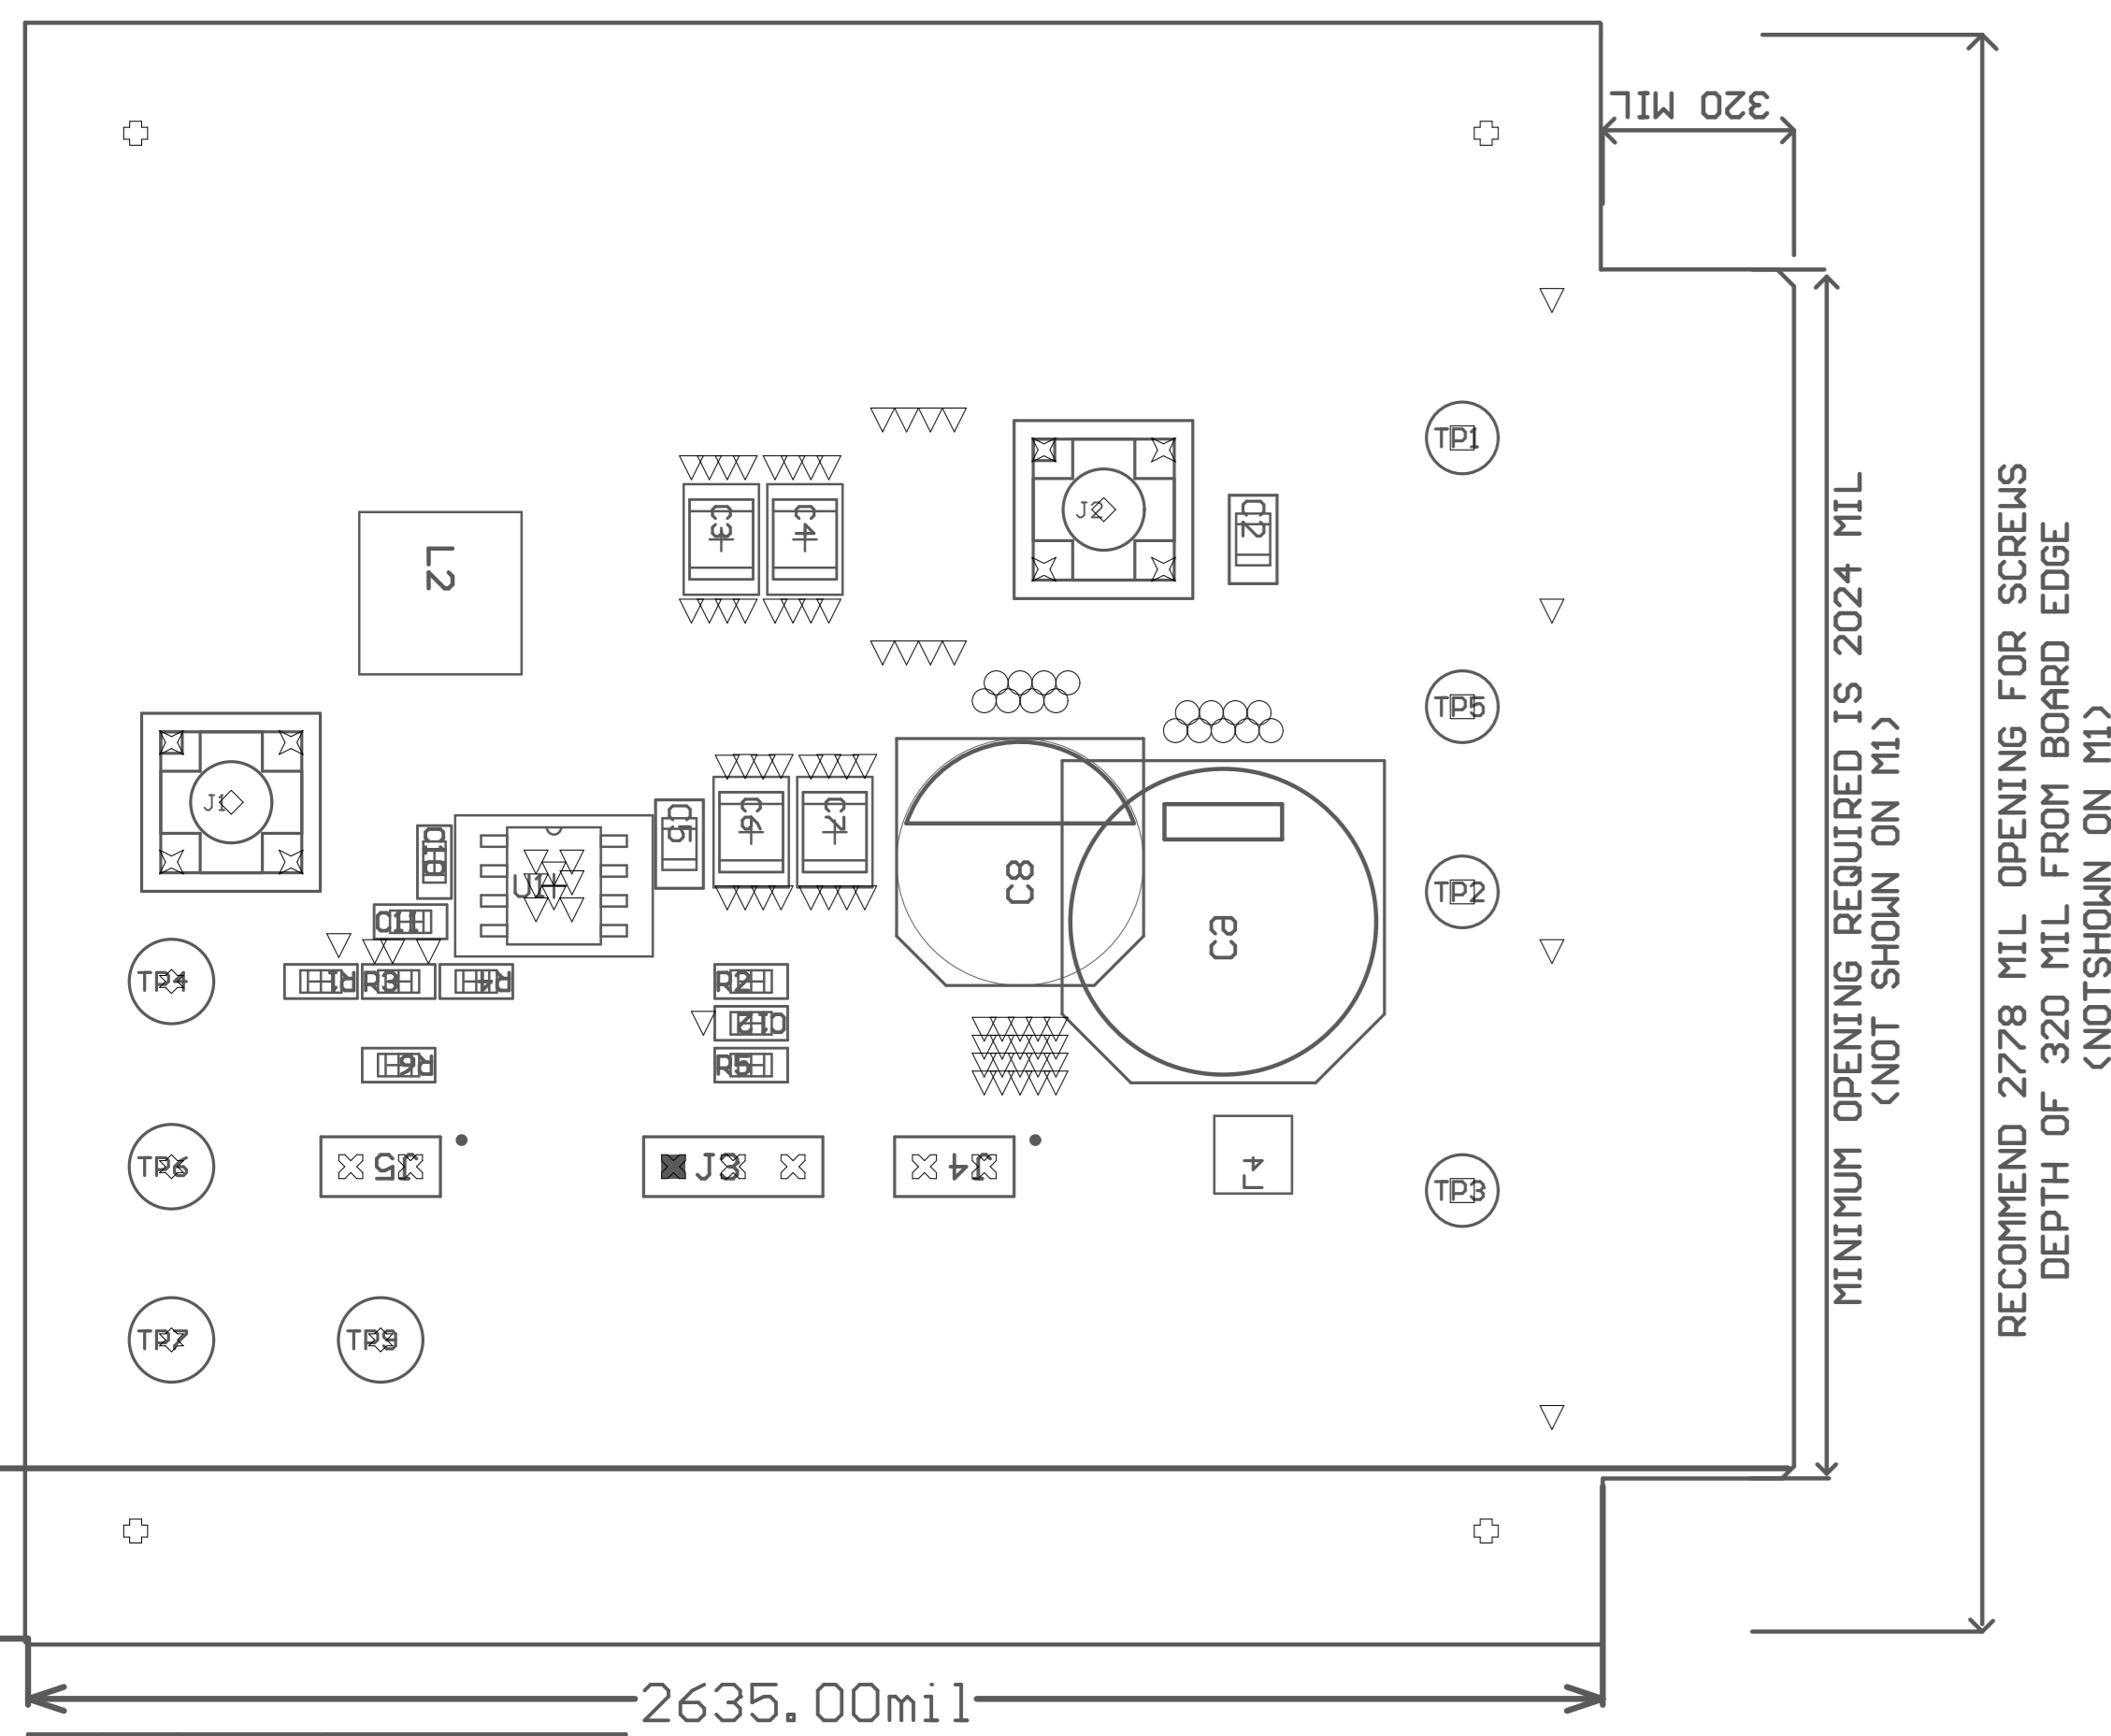 320 MIL
TP1
C3
C4
J2
C2
L2
TP5
J1
C6
C7
C5
C10
U1
C8
C9
TP2
C11
TP4
R1
R3
R4
R2
C12
R6
R5
TP6
J5
J3
J4
L4
TP3
TP7
TP9
MINIMUM OPENING REQUIRED IS 2024 MIL
(NOT SHOWN ON M1)
RECOMMEND 2778 MIL OPENING FOR SCREWS
DEPTH OF 320 MIL FROM BOARD EDGE
(NOTSHOWN ON M1)
2635.00mil